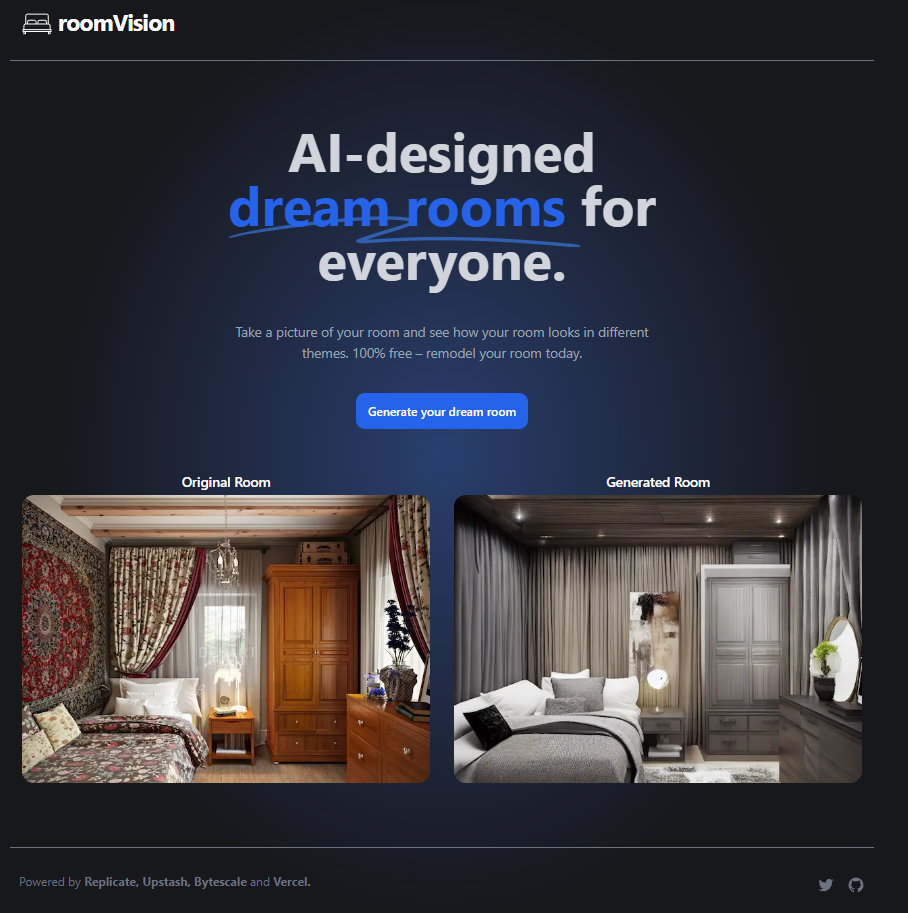 roomVision
AI-designed
dream rooms for
everyone.
Take a picture of your room and see how your room looks in different
themes. 100% free – remodel your room today.
Generate your dream room
Original Room
Generated Room
Powered by Replicate, Upstash, Bytescale and Vercel.